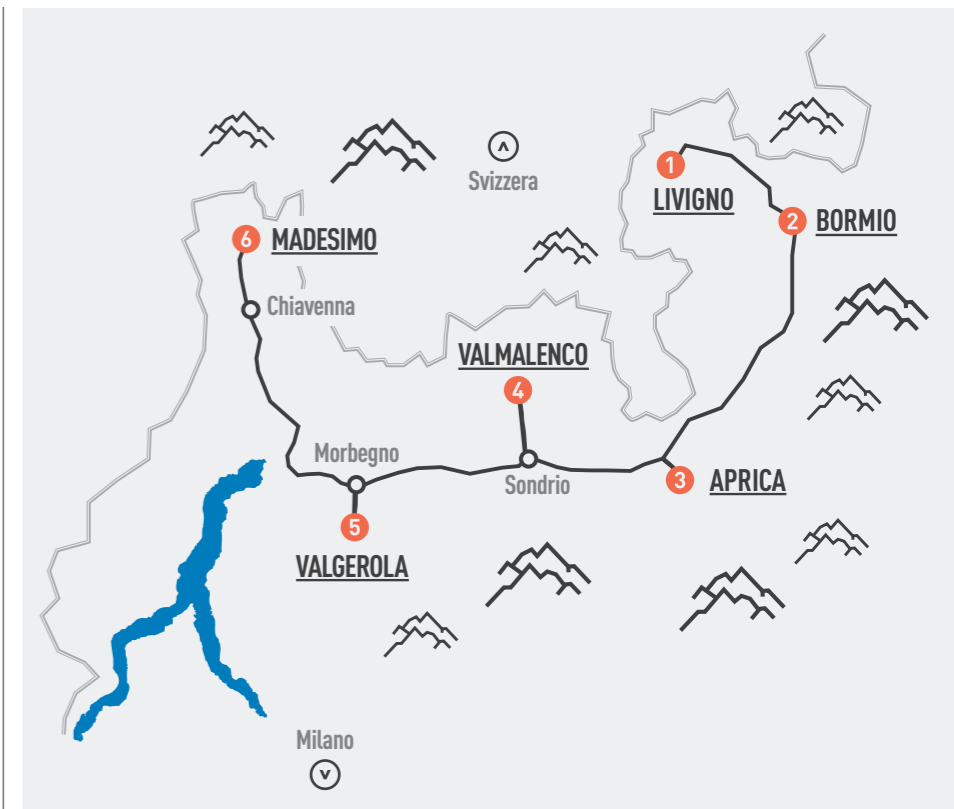 Svizzera
1
LIVIGNO
2
BORMIO
6
MADESIMO
Chiavenna
VALMALENCO
4
Morbegno
Sondrio
3
APRICA
5
VALGEROLA
Milano